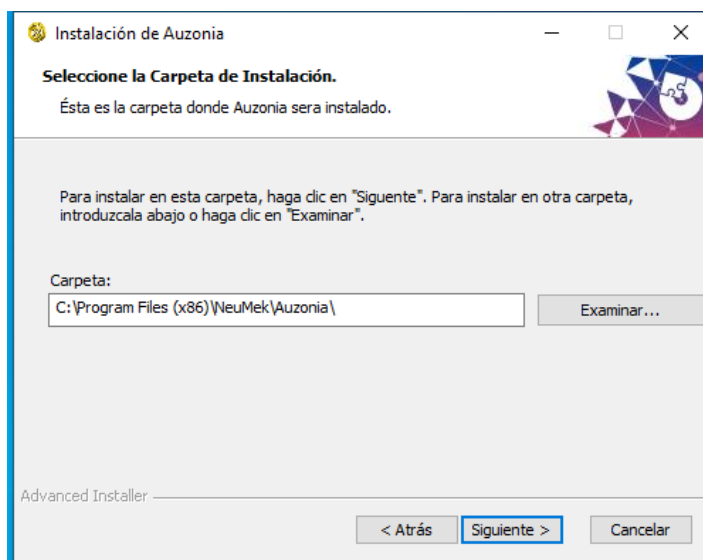 Instalación de Auzonia
Seleccione la Carpeta de Instalación.
Ésta es la carpeta donde Auzonia sera instalado.
Para instalar en esta carpeta, haga clic en "Siguente". Para instalar en otra carpeta,
introduzcala abajo o haga clic en "Examinar".
Carpeta:
C:\Program Files (x86)\NeuMek\Auzonia\
Examinar...
Advanced Installer
< Atrás
Siguiente >
Cancelar